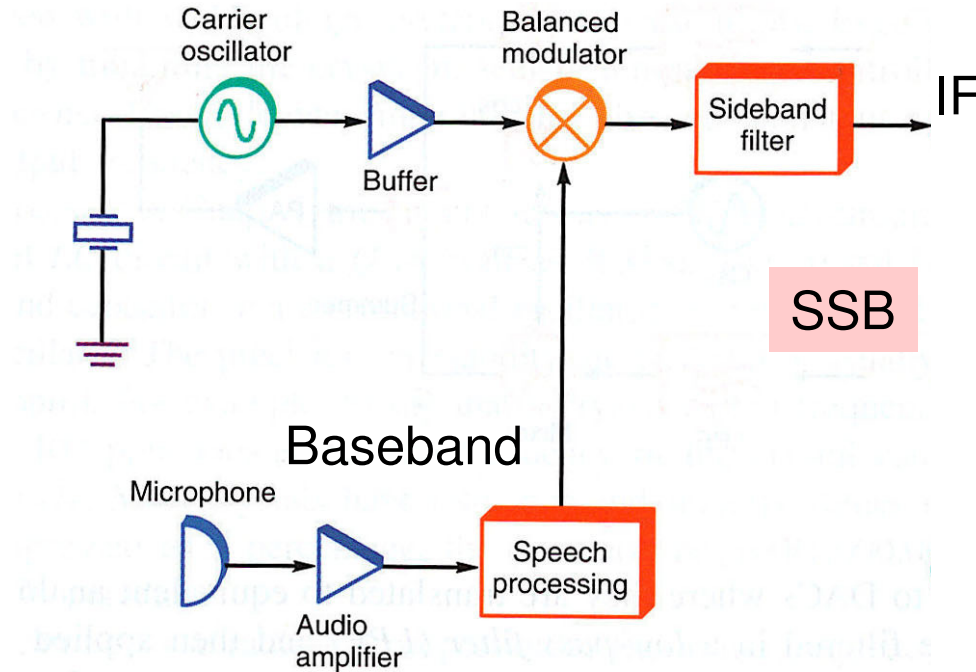 Carrier
oscillator
Balanced
modulator
Sideband
filter
IF
Buffer
SSB
Baseband
Microphone
Speech
processing
Audio
amplifier